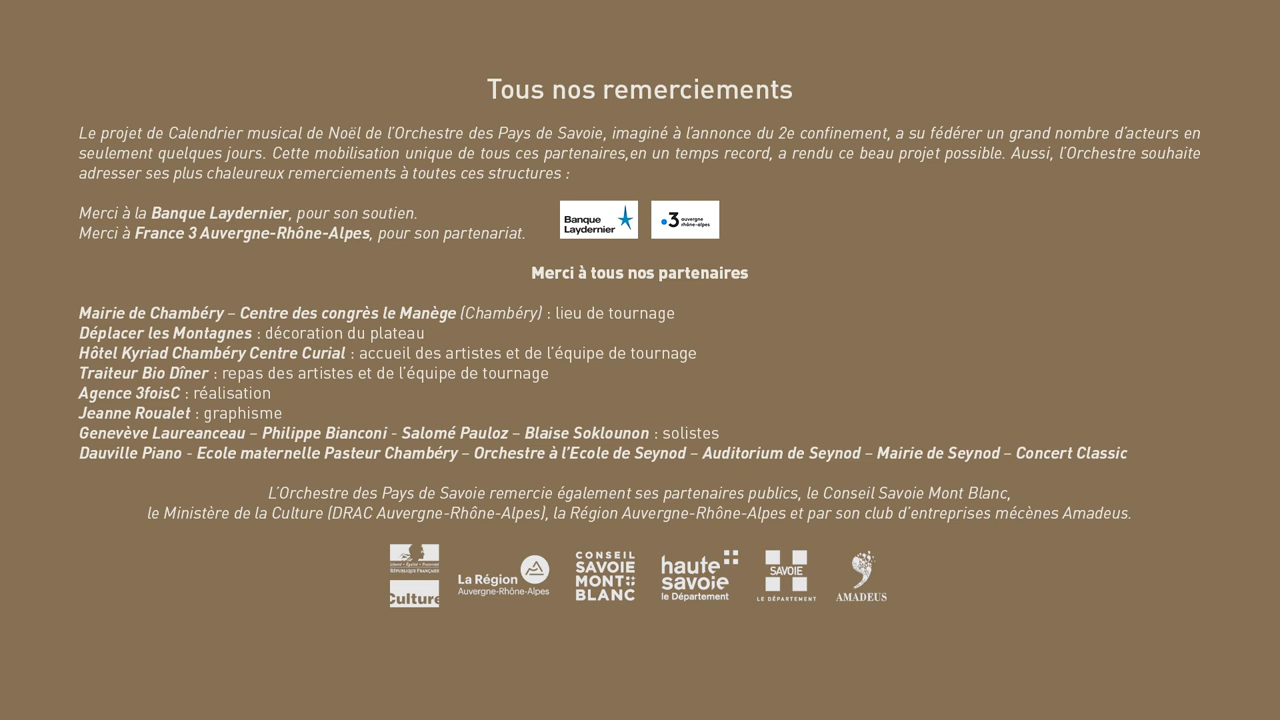 Tous nos remerciements
Le projet de Calendrier musical de Noël de l'Orchestre des Pays de Savoie, imaginé à l'annonce du 2e confinement, a su fédérer un grand nombre d'acteurs en
seulement quelques jours. Cette mobilisation unique de tous ces partenaires,en un temps record, a rendu ce beau projet possible. Aussi, l'Orchestre souhaite
adresser ses plus chaleureux remerciements à toutes ces structures :
Merci à la Banque Laydernier, pour son soutien.
Merci à France 3 Auvergne-Rhône-Alpes, pour son partenariat.
Banque
Laydernier
3 auvergne
rhône-alpes
Merci à tous nos partenaires
Mairie de Chambéry – Centre des congrès le Manège (Chambéry) : lieu de tournage
Déplacer les Montagnes : décoration du plateau
Hôtel Kyriad Chambéry Centre Curial : accueil des artistes et de l'équipe de tournage
Traiteur Bio Dîner : repas des artistes et de l'équipe de tournage
Agence 3foisC : réalisation
Jeanne Roualet : graphisme
Genevève Laureanceau – Philippe Bianconi - Salomé Pauloz – Blaise Soklounon : solistes
Dauville Piano - Ecole maternelle Pasteur Chambéry – Orchestre à l'Ecole de Seynod – Auditorium de Seynod – Mairie de Seynod – Concert Classic
L'Orchestre des Pays de Savoie remercie également ses partenaires publics, le Conseil Savoie Mont Blanc,
le Ministère de la Culture (DRAC Auvergne-Rhône-Alpes), la Région Auvergne-Rhône-Alpes et par son club d'entreprises mécènes Amadeus.
Liberté • Égalité • Fraternité
RÉPUBLIQUE FRANÇAISE
Culture
La Région
Auvergne-Rhône-Alpes
CONSEIL
SAVOIE
MONT
BLANC
haute
savoie
le Département
SAVOIE
LE DÉPARTEMENT
AMADEUS